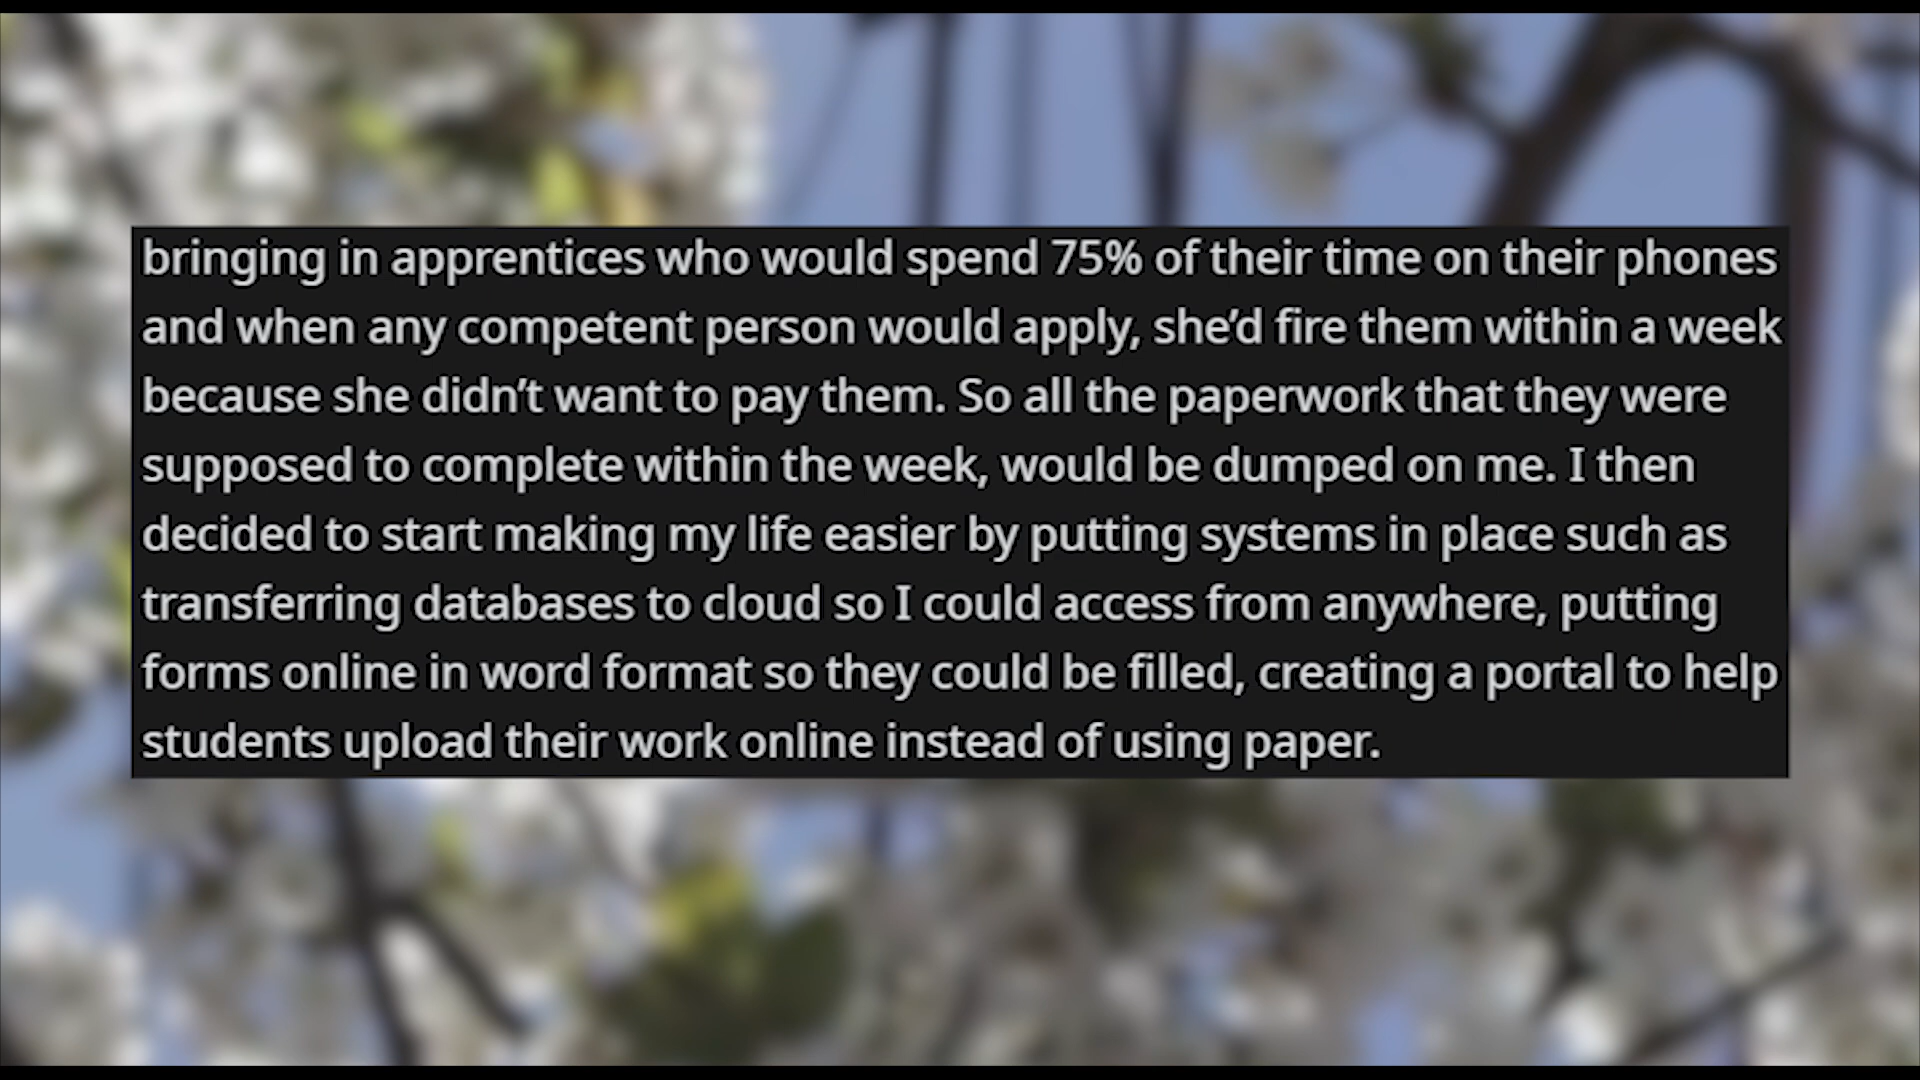 bringing in apprentices who would spend 75% of their time on their phones
and when any competent person would apply, she’d fire them within a week
because she didn’t want to pay them. So all the paperwork that they were
supposed to complete within the week, would be dumped on me. I then
decided to start making my life easier by putting systems in place such as
transferring databases to cloud so I could access from anywhere, putting
forms online in word format so they could be filled, creating a portal to help
students upload their work online instead of using paper.